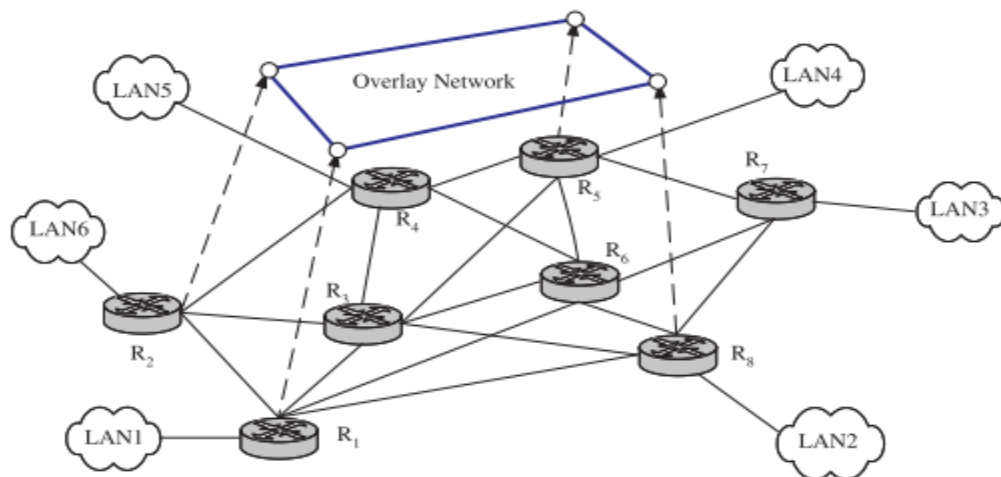 Overlay Network
LAN5
LAN4
R5
R7
R4
LAN6
LAN3
R6
R3
R2
R8
LAN1
R1
LAN2